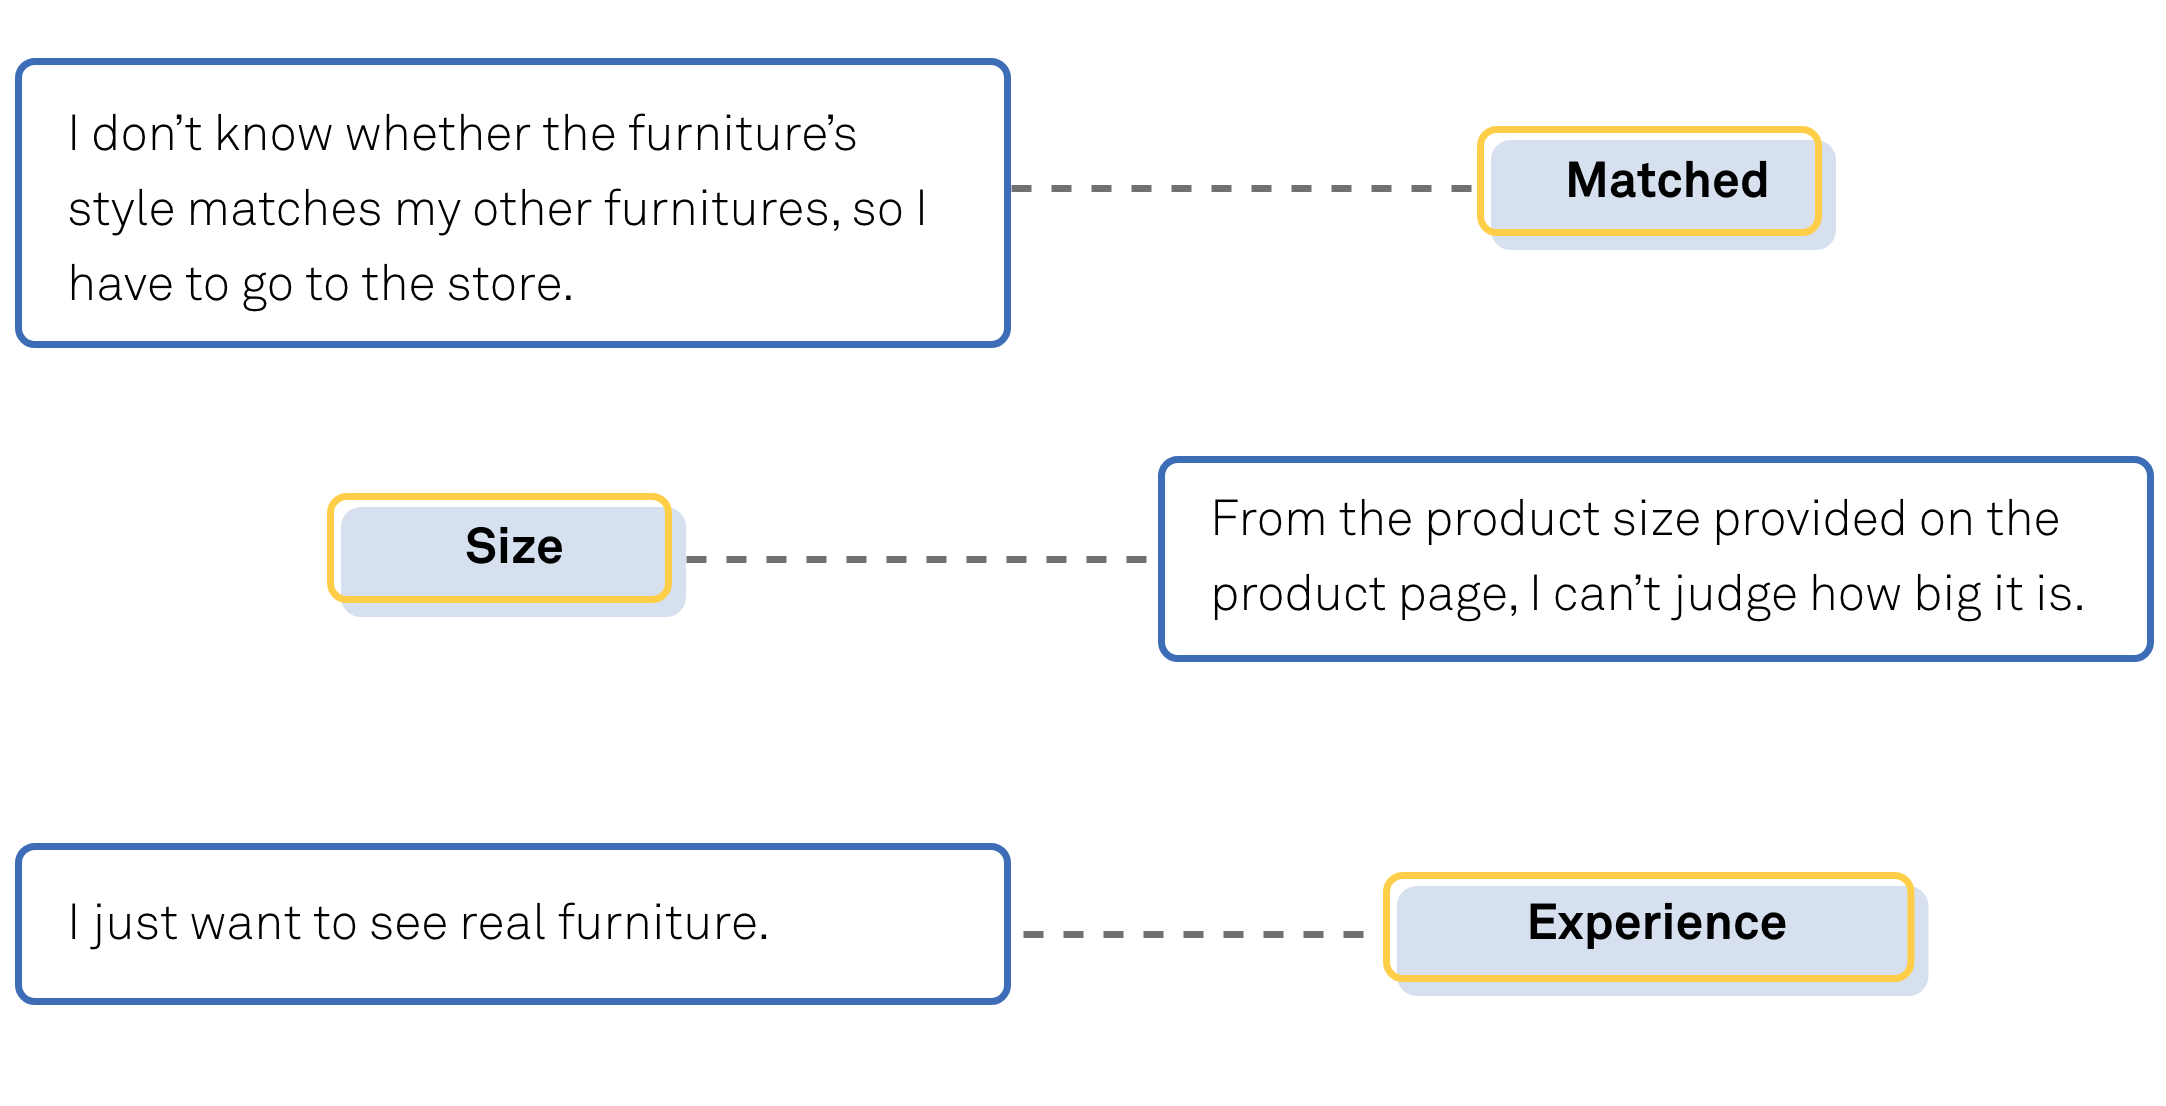 I don’t know whether the furniture’s
style matches my other furnitures, so I
have to go to the store.
Matched
Size
From the product size provided on the
product page, I can’t judge how big it is.
I just want to see real furniture.
Experience